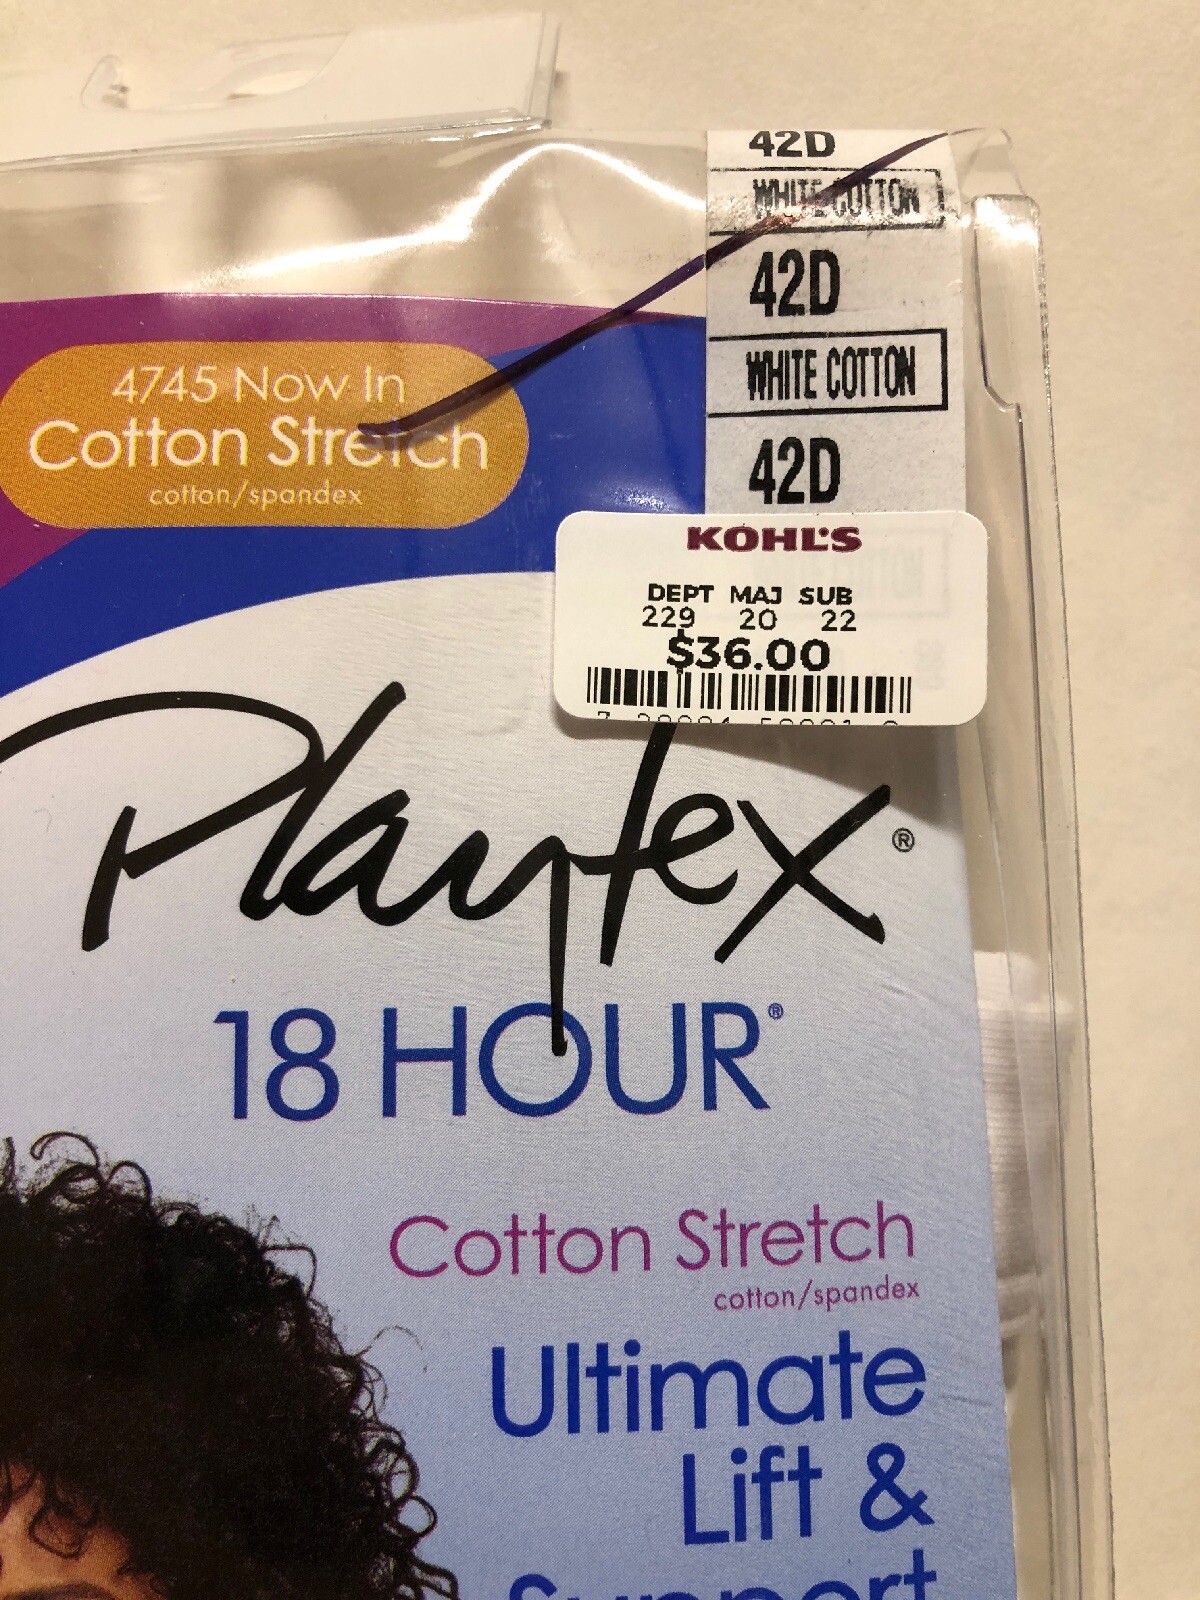 42D
WHITE COTTON
42D
WHITE COTTON
42D
4745 Now In
Cotton Stretch
cotton/spandex
KOHL'S
DEPT MAJ SUB
229 20 22
$36.00
Playtex®
18 HOUR®
Cotton Stretch
cotton/spandex
Ultimate
Lift &
Support